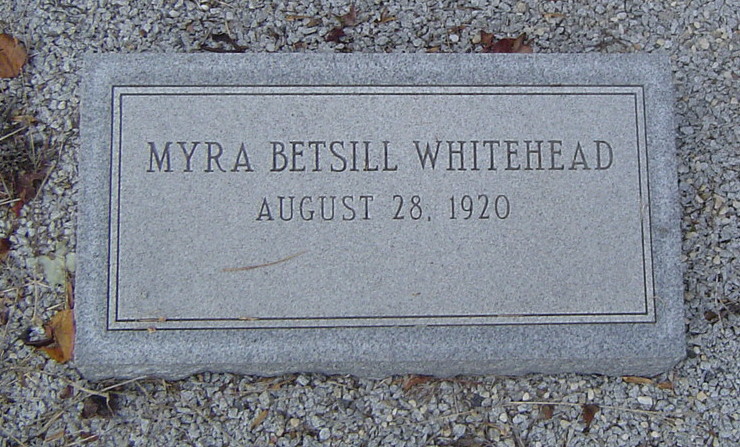 MYRA BETSILL WHITEHEAD
AUGUST 28, 1920